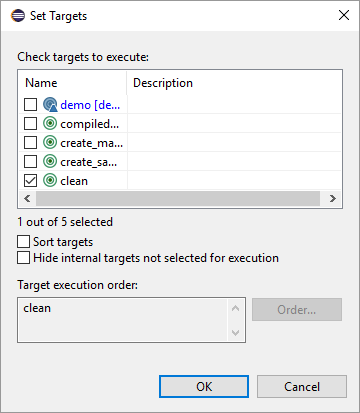 Set Targets
Check targets to execute:
Name Description
demo [de...
compiled...
create_ma...
create_sa...
clean
1 out of 5 selected
Sort targets
Hide internal targets not selected for execution
Target execution order:
clean
Order...
OK Cancel